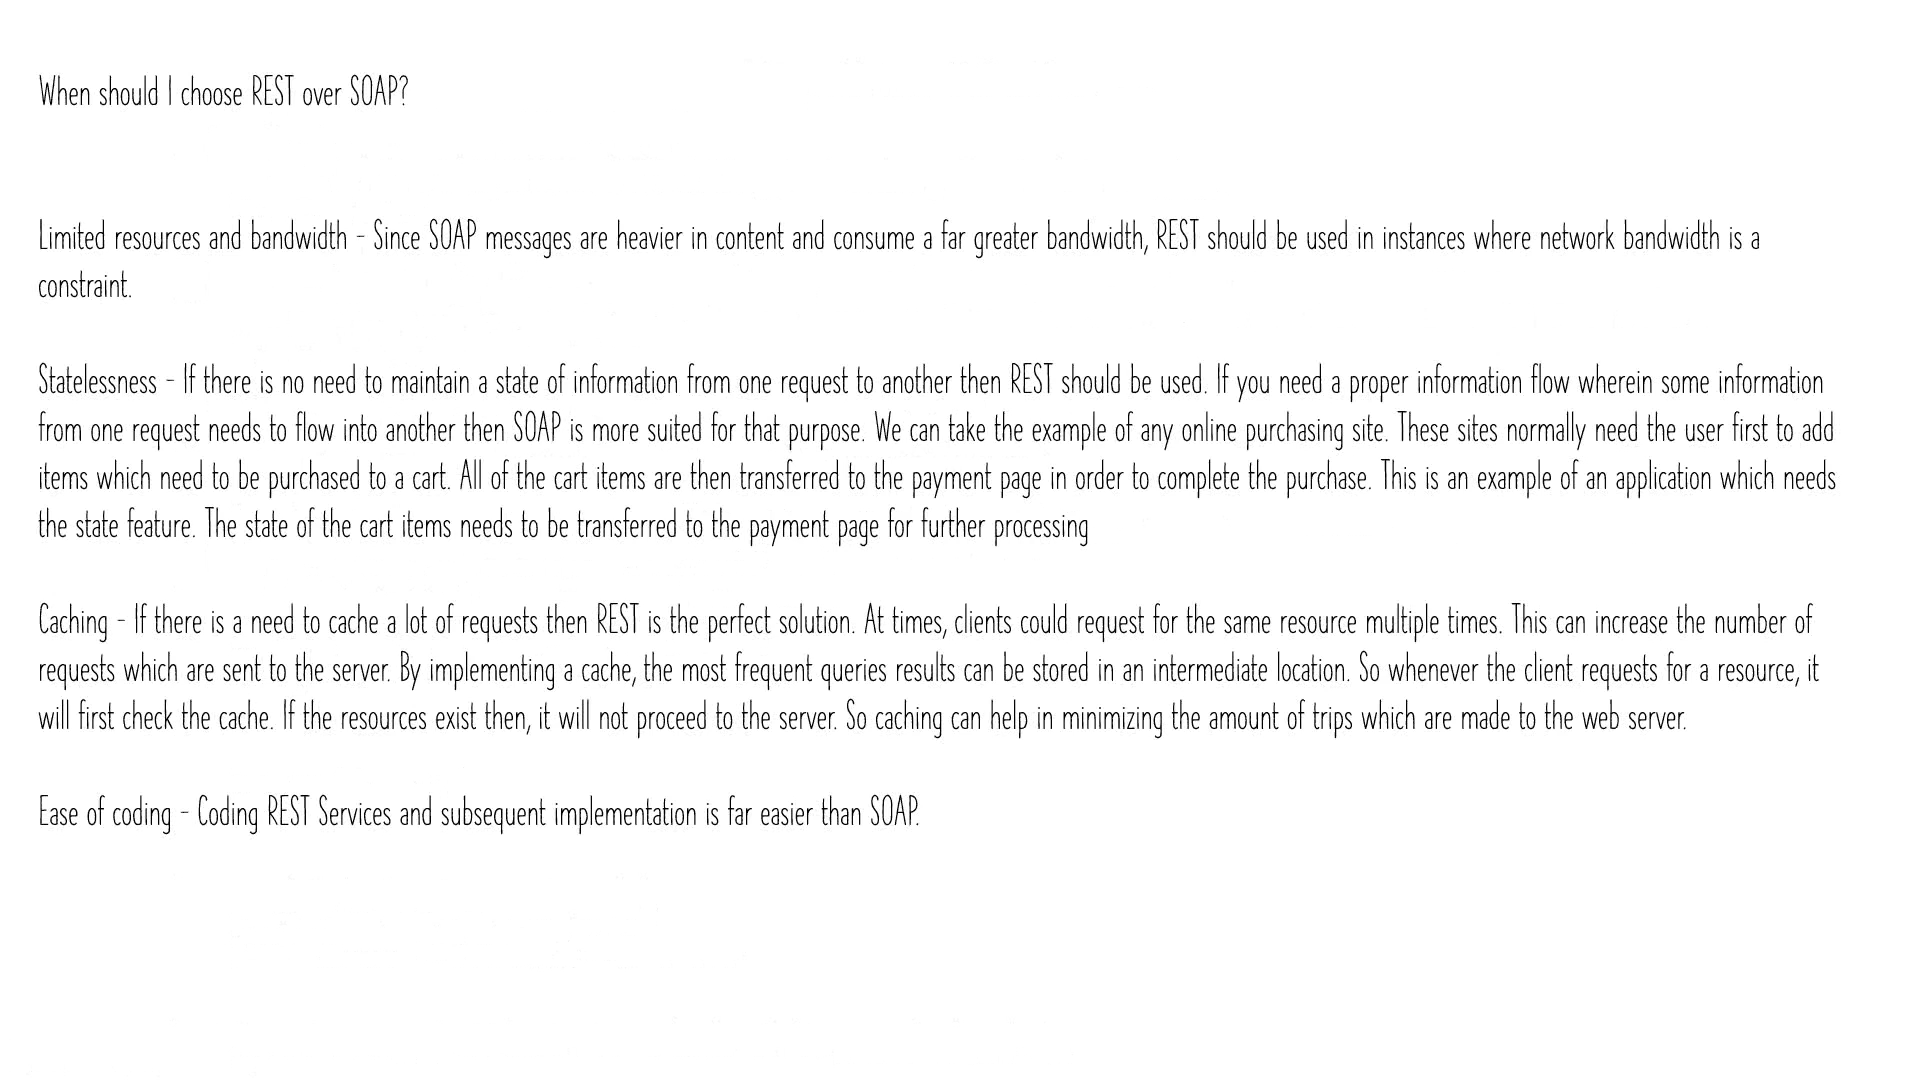 When should I choose REST over SOAP?
Limited resources and bandwidth - Since SOAP messages are heavier in content and consume a far greater bandwidth, REST should be used in instances where network bandwidth is a
constraint.
Statelessness - If there is no need to maintain a state of information from one request to another then REST should be used. If you need a proper information flow wherein some information
from one request needs to flow into another then SOAP is more suited for that purpose. We can take the example of any online purchasing site. These sites normally need the user first to add
items which need to be purchased to a cart. All of the cart items are then transferred to the payment page in order to complete the purchase. This is an example of an application which needs
the state feature. The state of the cart items needs to be transferred to the payment page for further processing
Caching - If there is a need to cache a lot of requests then REST is the perfect solution. At times, clients could request for the same resource multiple times. This can increase the number of
requests which are sent to the server. By implementing a cache, the most frequent queries results can be stored in an intermediate location. So whenever the client requests for a resource, it
will first check the cache. If the resources exist then, it will not proceed to the server. So caching can help in minimizing the amount of trips which are made to the web server.
Ease of coding - Coding REST Services and subsequent implementation is far easier than SOAP.